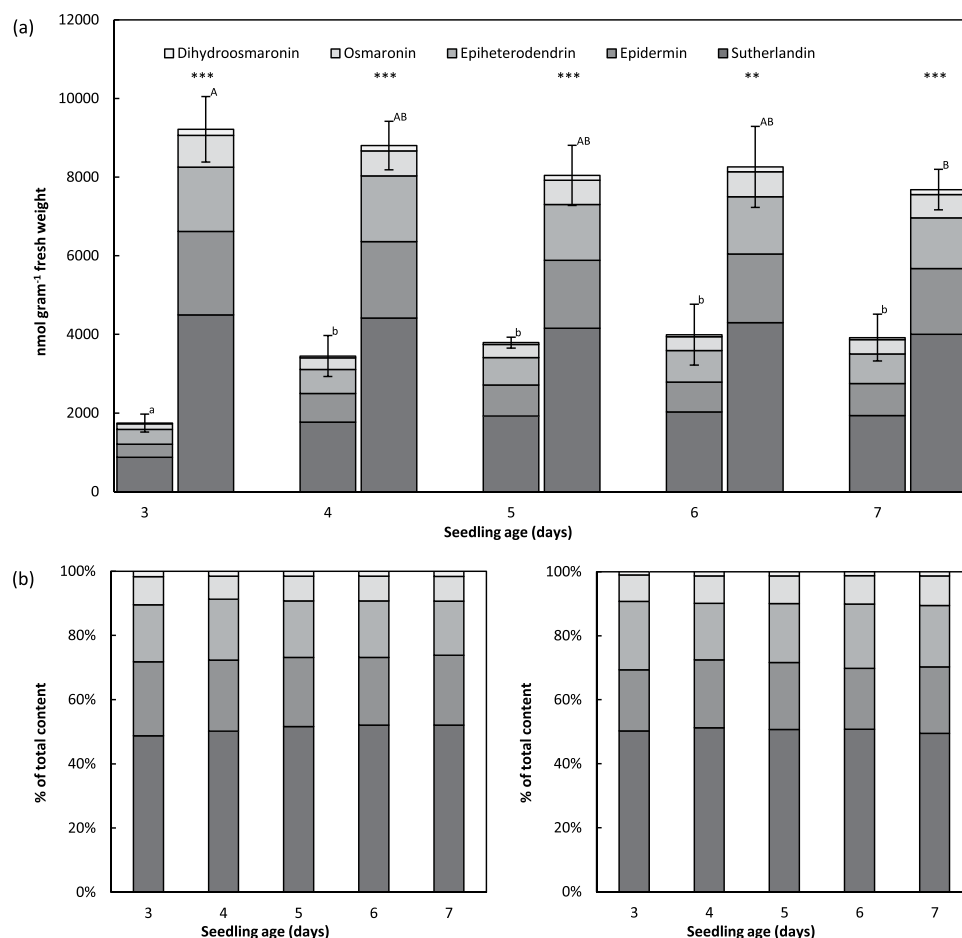 (a)
12000
Dihydroosmaronin Osmaronin Epiheterodendrin Epidermin Sutherlandin
*** *** *** ** ***
10000
A AB AB AB B
8000
6000
nmol gram⁻¹ fresh weight
4000
a b b b b
2000
0
3 4 5 6 7
Seedling age (days)
(b)
100% 100%
80% 80%
60% 60%
% of total content % of total content
40% 40%
20% 20%
0% 0%
3 4 5 6 7 3 4 5 6 7
Seedling age (days) Seedling age (days)